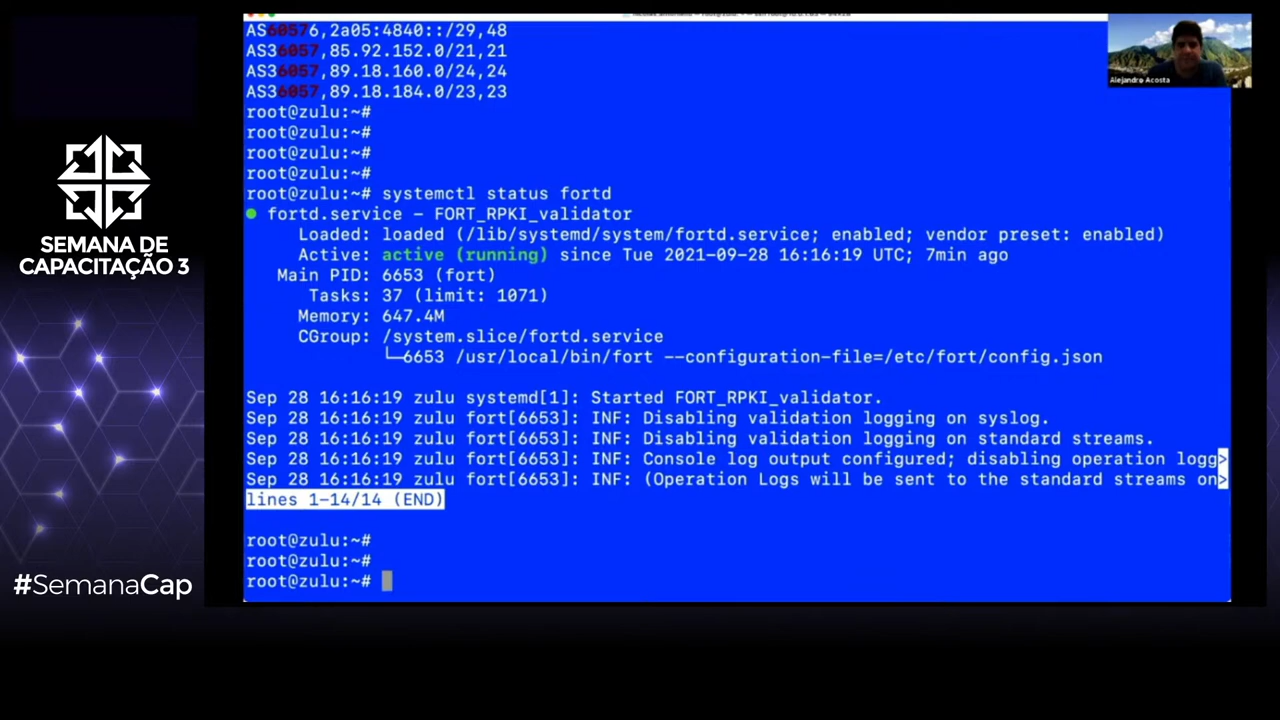 AS60576,2a05:4840::/29,48
AS36057,85.92.152.0/21,21
AS36057,89.18.160.0/24,24
AS36057,89.18.184.0/23,23
root@zulu:~#
root@zulu:~#
root@zulu:~#
root@zulu:~#
root@zulu:~# systemctl status fortd
● fortd.service - FORT_RPKI_validator
Loaded: loaded (/lib/systemd/system/fortd.service; enabled; vendor preset: enabled)
Active: active (running) since Tue 2021-09-28 16:16:19 UTC; 7min ago
Main PID: 6653 (fort)
Tasks: 37 (limit: 1071)
Memory: 647.4M
CGroup: /system.slice/fortd.service
└─6653 /usr/local/bin/fort --configuration-file=/etc/fort/config.json
Sep 28 16:16:19 zulu systemd[1]: Started FORT_RPKI_validator.
Sep 28 16:16:19 zulu fort[6653]: INF: Disabling validation logging on syslog.
Sep 28 16:16:19 zulu fort[6653]: INF: Disabling validation logging on standard streams.
Sep 28 16:16:19 zulu fort[6653]: INF: Console log output configured; disabling operation logg>
Sep 28 16:16:19 zulu fort[6653]: INF: (Operation Logs will be sent to the standard streams on>
lines 1-14/14 (END)
root@zulu:~#
root@zulu:~#
root@zulu:~#
Alejandro Acosta
SEMANA DE
CAPACITAÇÃO 3
#SemanaCap